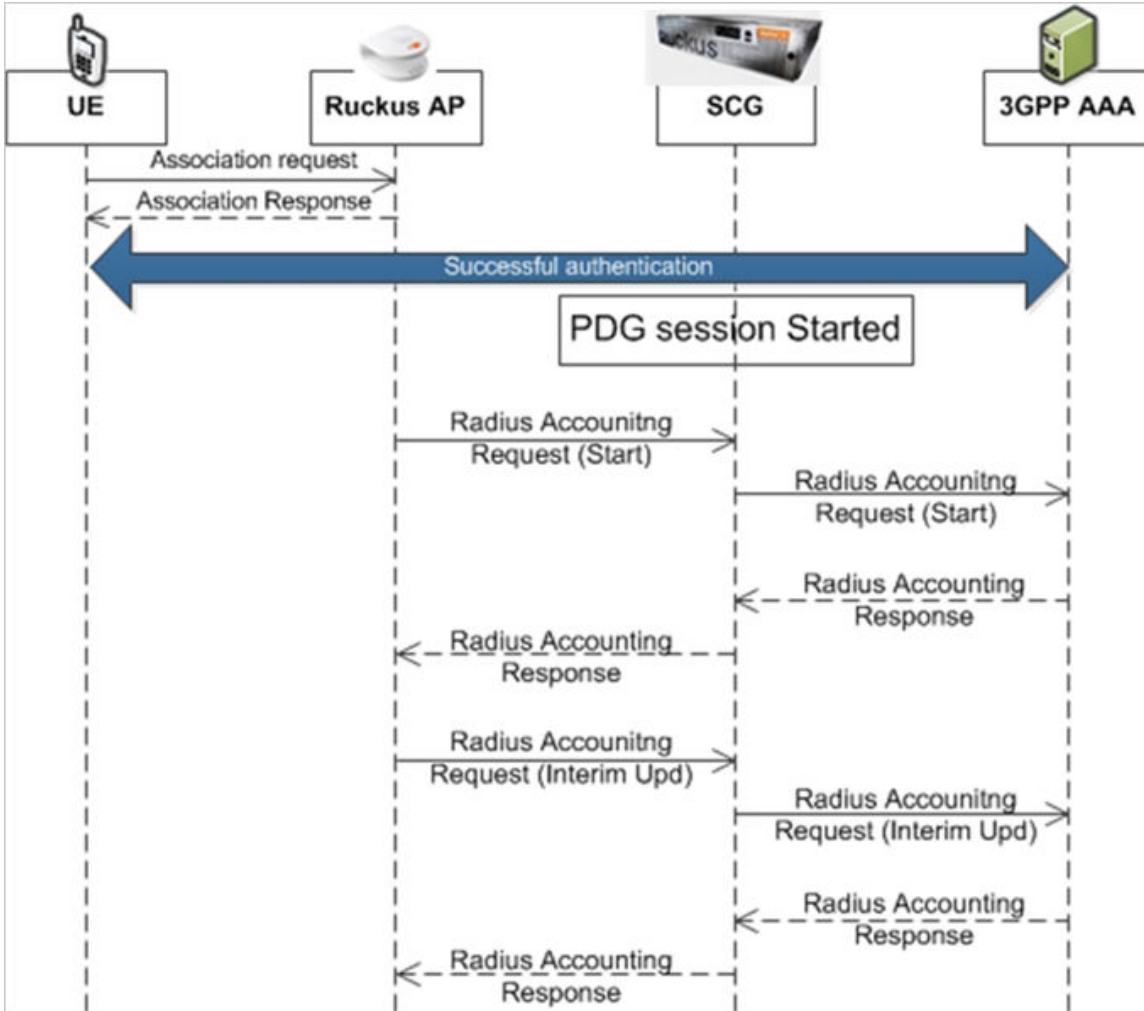 UE
Ruckus AP
RUCKUS
SCG
3GPP AAA
Association request
Association Response
Successful authentication
PDG session Started
Radius Accounitng
Request (Start)
Radius Accounitng
Request (Start)
Radius Accounting
Response
Radius Accounting
Response
Radius Accounitng
Request (Interim Upd)
Radius Accounitng
Request (Interim Upd)
Radius Accounting
Response
Radius Accounting
Response